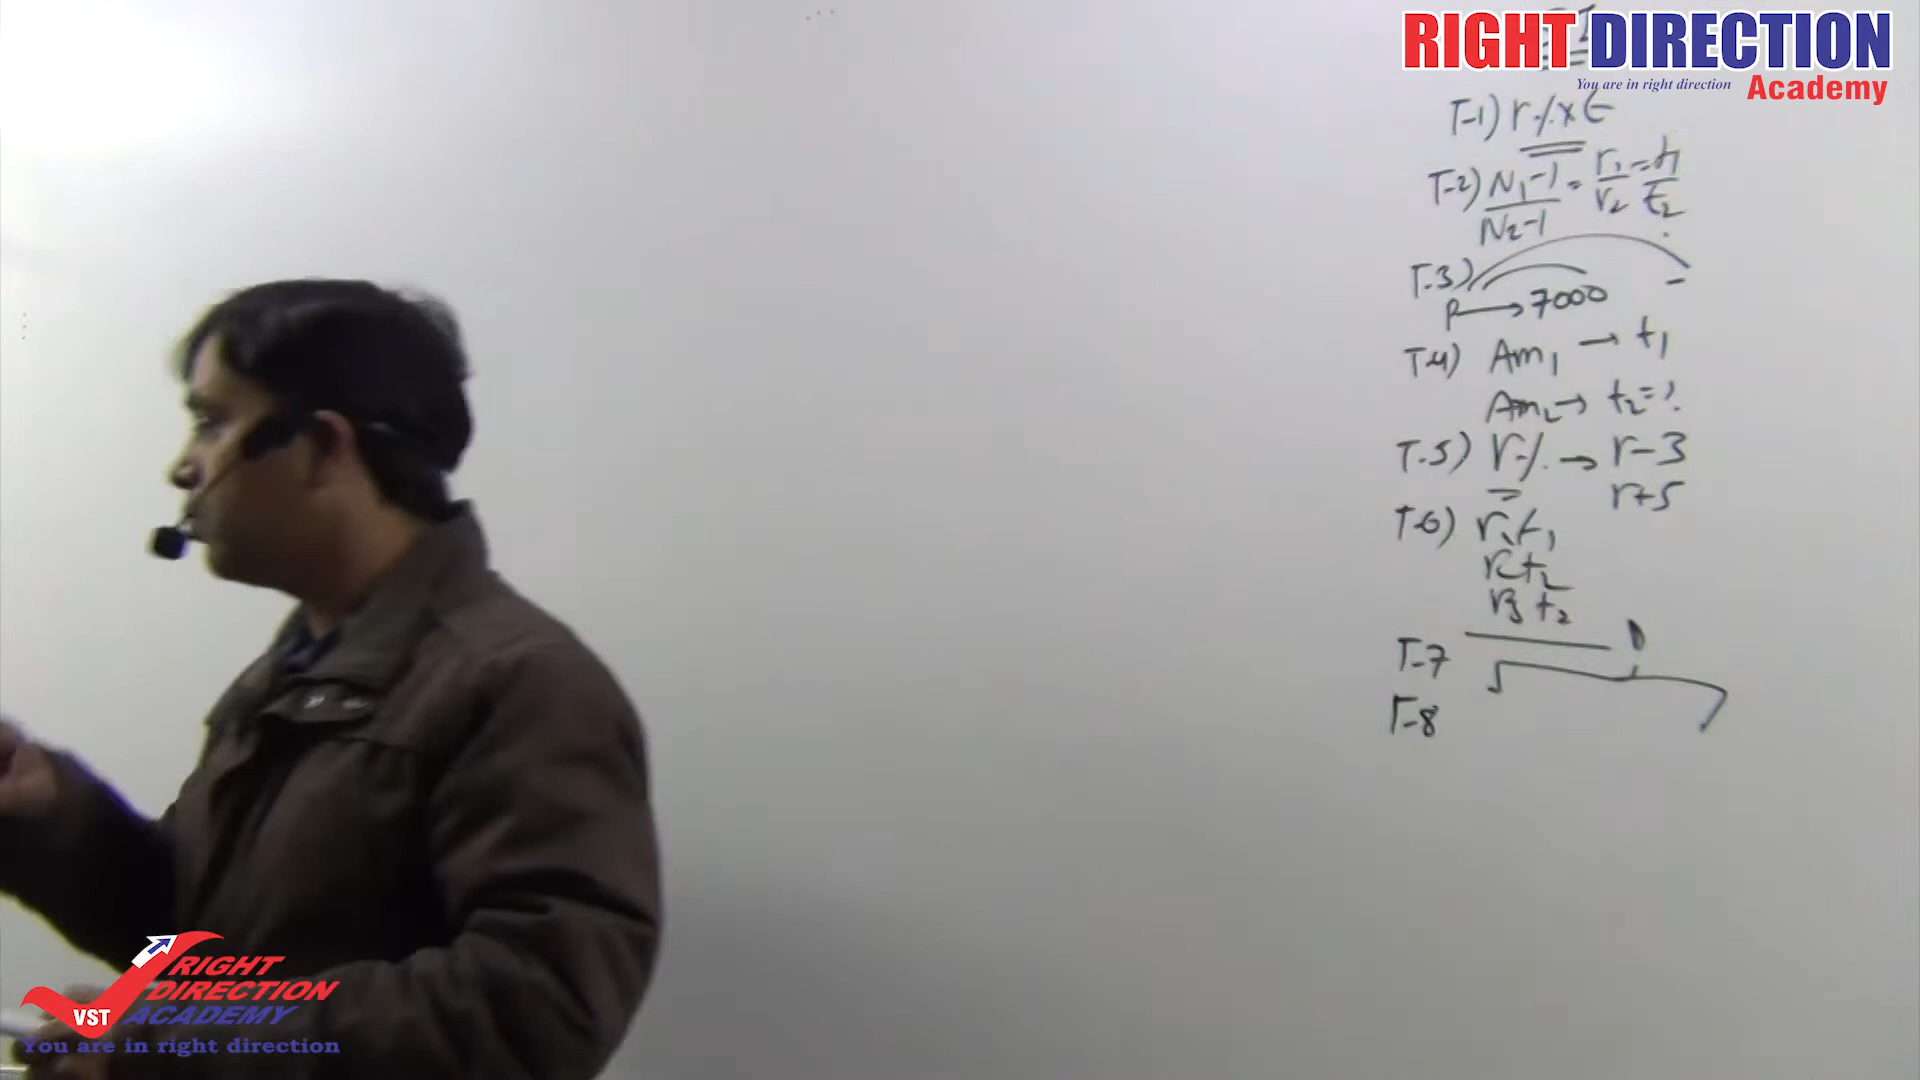 RIGHT DIRECTION
You are in right direction Academy
T-1) r% x t
T-2) N₁-1 / N₂-1 = r₁/r₂ = t₁/t₂
T-3)
P → 7000
T-4) Am₁ → t₁
Am₂ → t₂ = ?
T-5) r% → r-3
r+5
T-6) r₁ t₁
r₂ t₂
r₃ t₂
T-7
T-8
RIGHT
DIRECTION
VST ACADEMY
You are in right direction